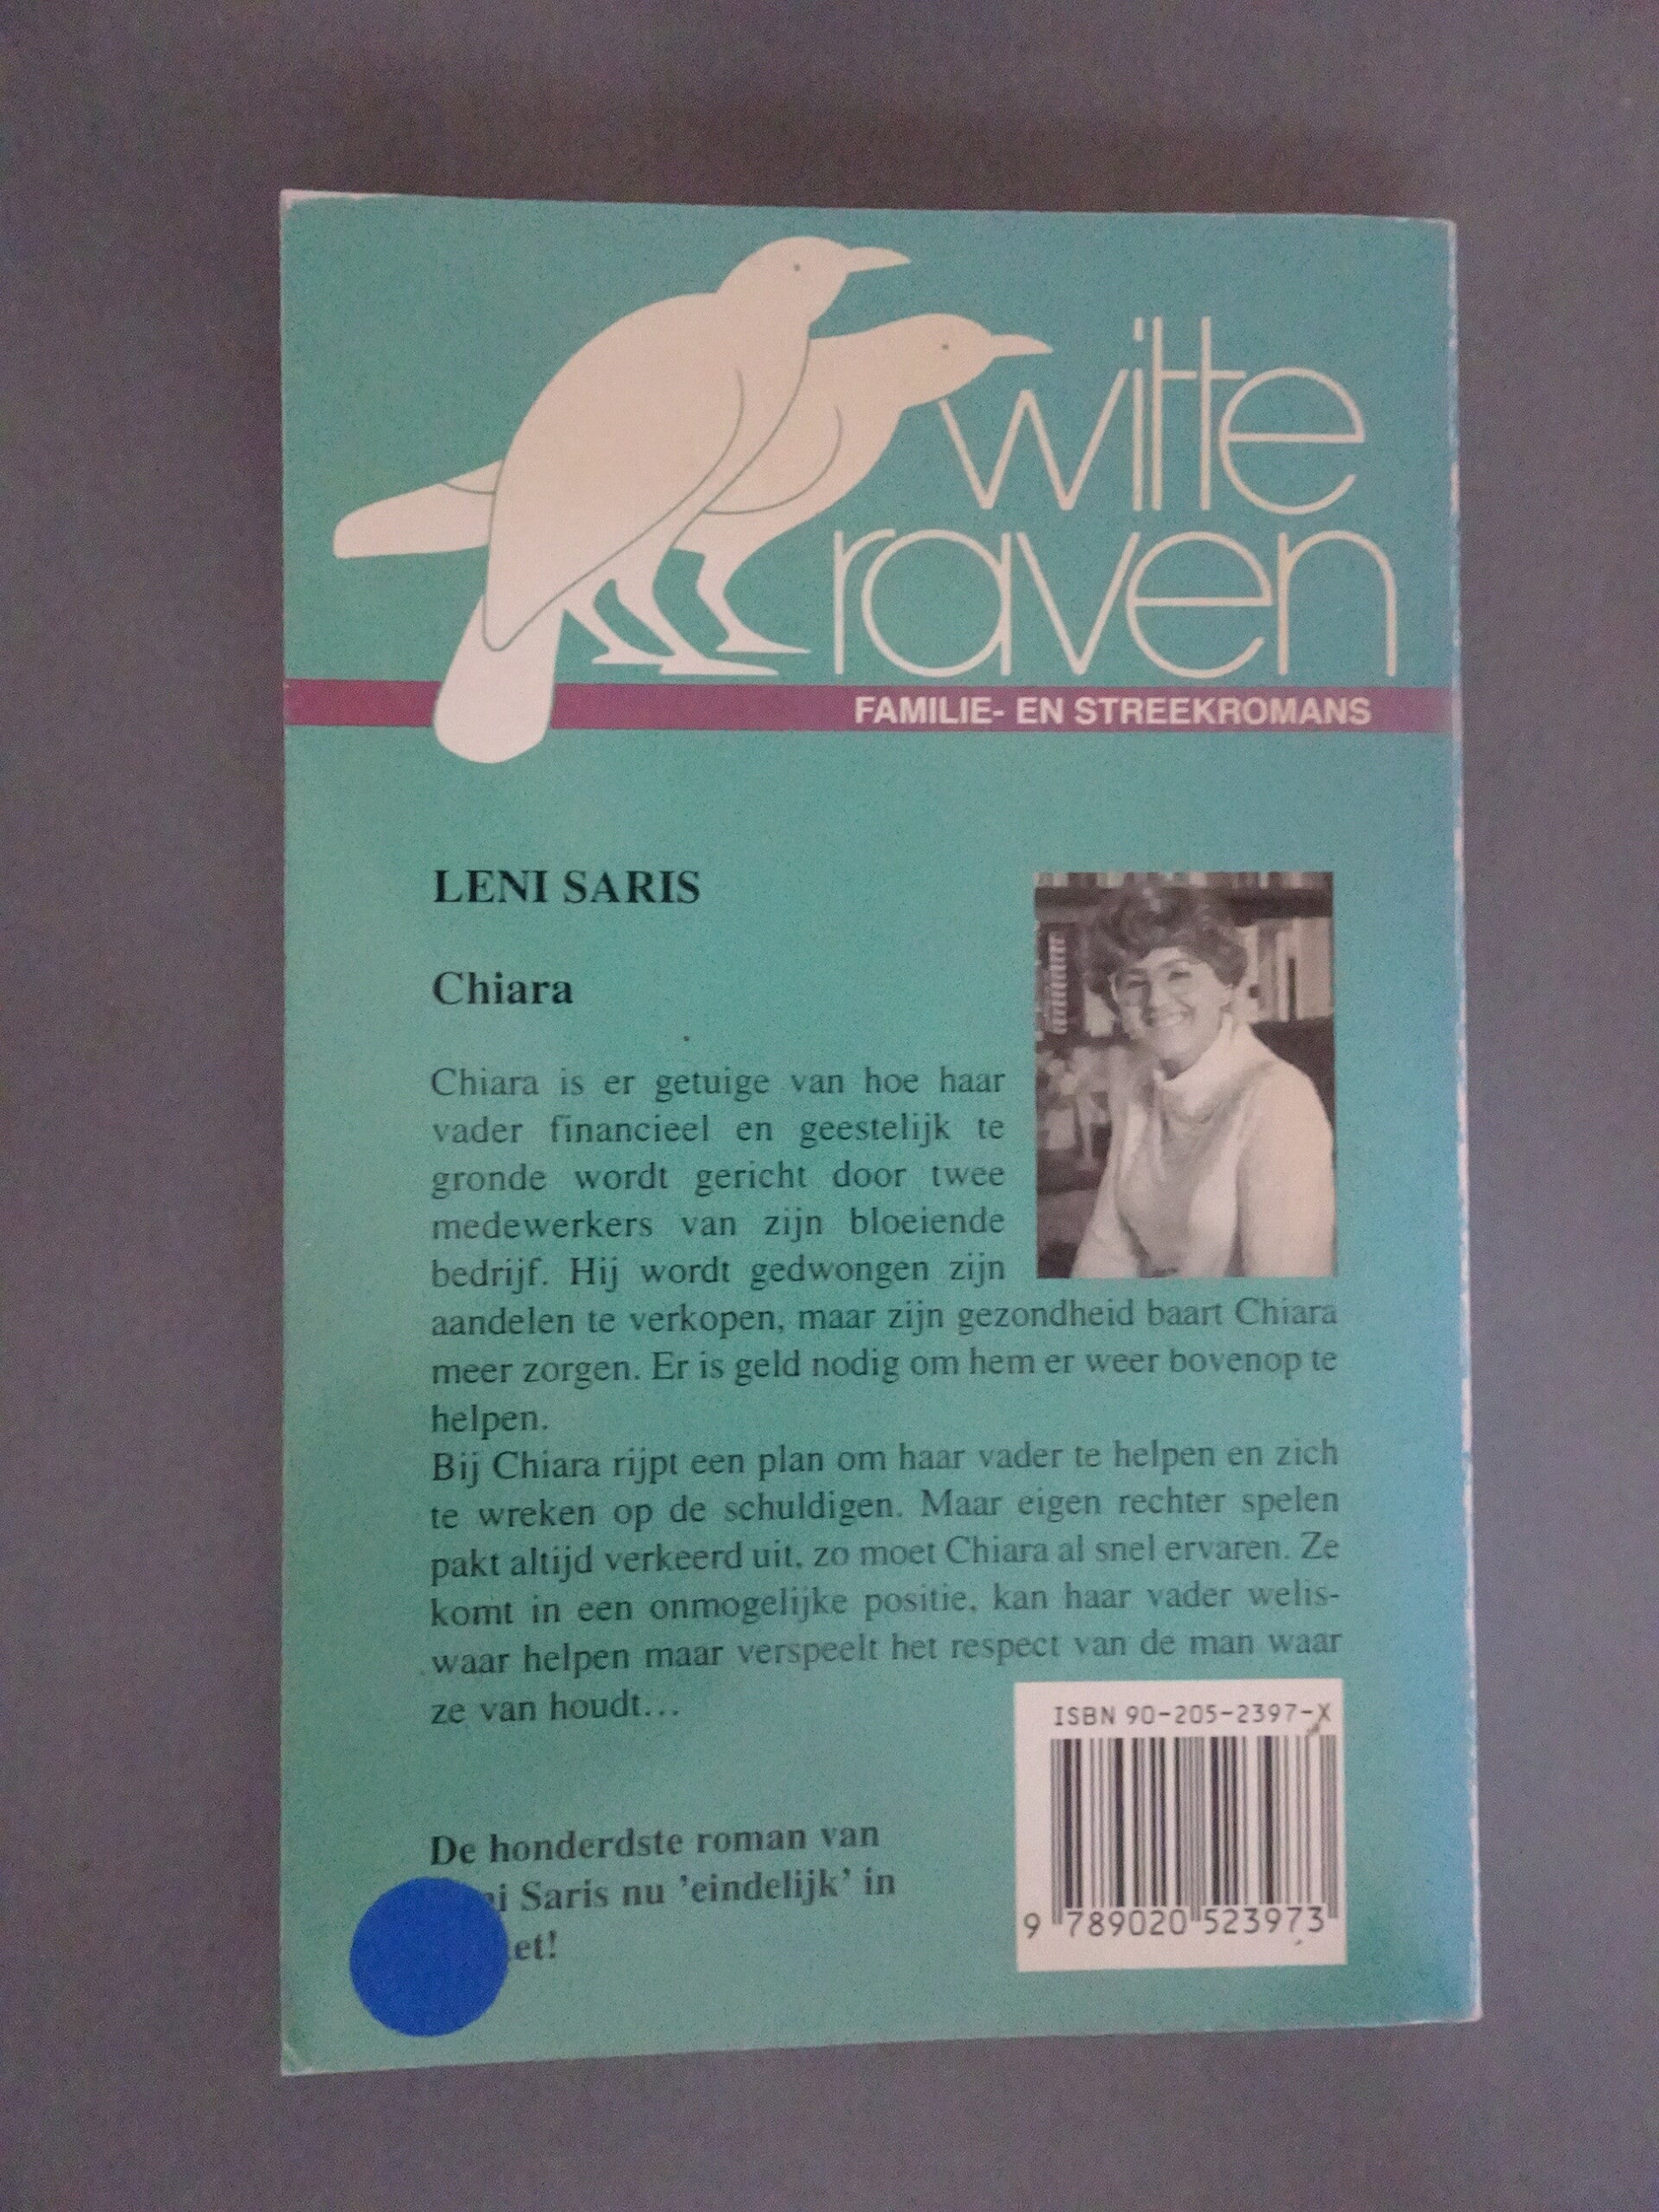 witte
raven
FAMILIE- EN STREEKROMANS
LENI SARIS
Chiara
Chiara is er getuige van hoe haar
vader financieel en geestelijk te
gronde wordt gericht door twee
medewerkers van zijn bloeiende
bedrijf. Hij wordt gedwongen zijn
aandelen te verkopen, maar zijn gezondheid baart Chiara
meer zorgen. Er is geld nodig om hem er weer bovenop te
helpen.
Bij Chiara rijpt een plan om haar vader te helpen en zich
te wreken op de schuldigen. Maar eigen rechter spelen
pakt altijd verkeerd uit, zo moet Chiara al snel ervaren. Ze
komt in een onmogelijke positie, kan haar vader welis-
waar helpen maar verspeelt het respect van de man waar
ze van houdt...
ISBN 90-205-2397-X
9 789020 523973
De honderdste roman van
Saris nu 'eindelijk' in